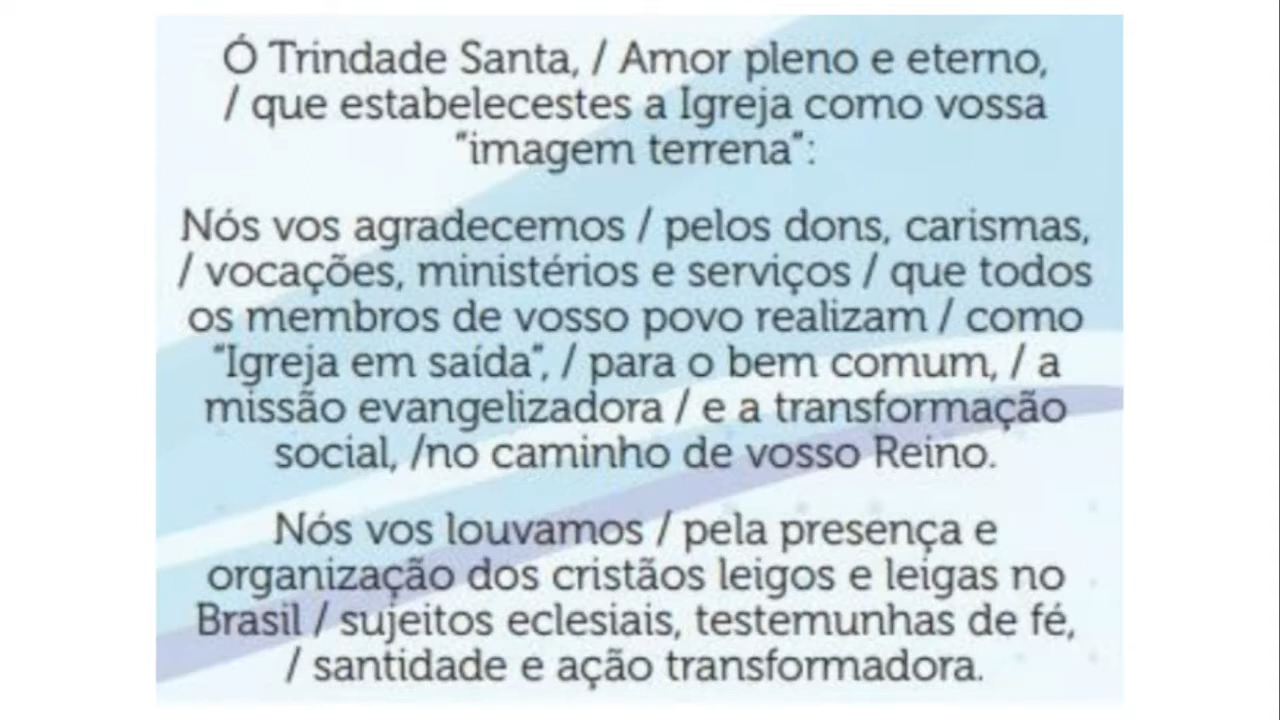 Ó Trindade Santa, / Amor pleno e eterno,
/ que estabelecestes a Igreja como vossa
"imagem terrena":
Nós vos agradecemos / pelos dons, carismas,
/ vocações, ministérios e serviços / que todos
os membros de vosso povo realizam / como
"Igreja em saída", / para o bem comum, / a
missão evangelizadora / e a transformação
social, /no caminho de vosso Reino.
Nós vos louvamos / pela presença e
organização dos cristãos leigos e leigas no
Brasil / sujeitos eclesiais, testemunhas de fé,
/ santidade e ação transformadora.